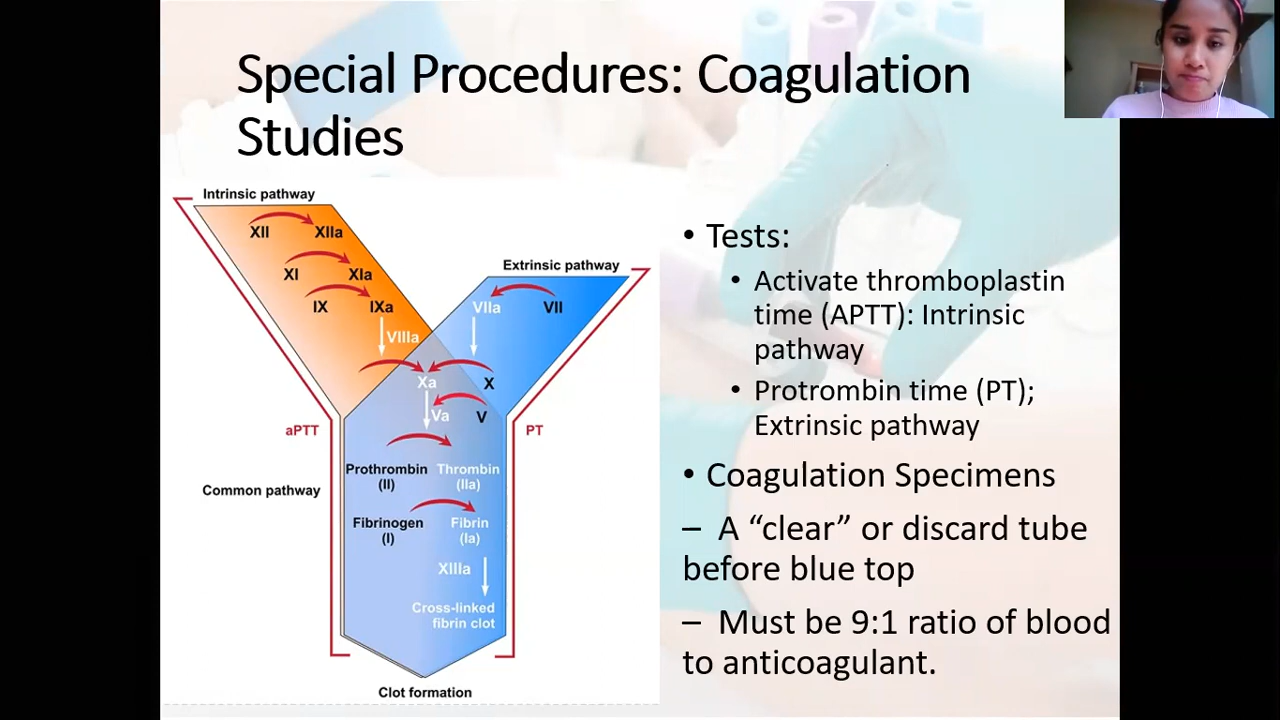 Special Procedures: Coagulation
Studies
Intrinsic pathway
XII XIIa
XI XIa
IX IXa
VIIIa
Extrinsic pathway
VIIa VII
Xa X
Va V
aPTT
PT
Prothrombin Thrombin
(II) (IIa)
Common pathway
Fibrinogen Fibrin
(I) (Ia)
XIIIa
Cross-linked
fibrin clot
Clot formation
• Tests:
• Activate thromboplastin
time (APTT): Intrinsic
pathway
• Protrombin time (PT);
Extrinsic pathway
• Coagulation Specimens
– A “clear” or discard tube
before blue top
– Must be 9:1 ratio of blood
to anticoagulant.